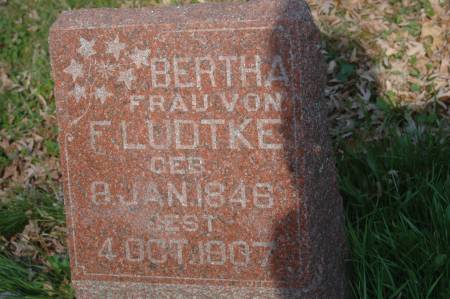 BERTHA
FRAU VON
F. LUDTKE
GEB.
8. JAN. 1846
GEST.
4. OCT. 1907